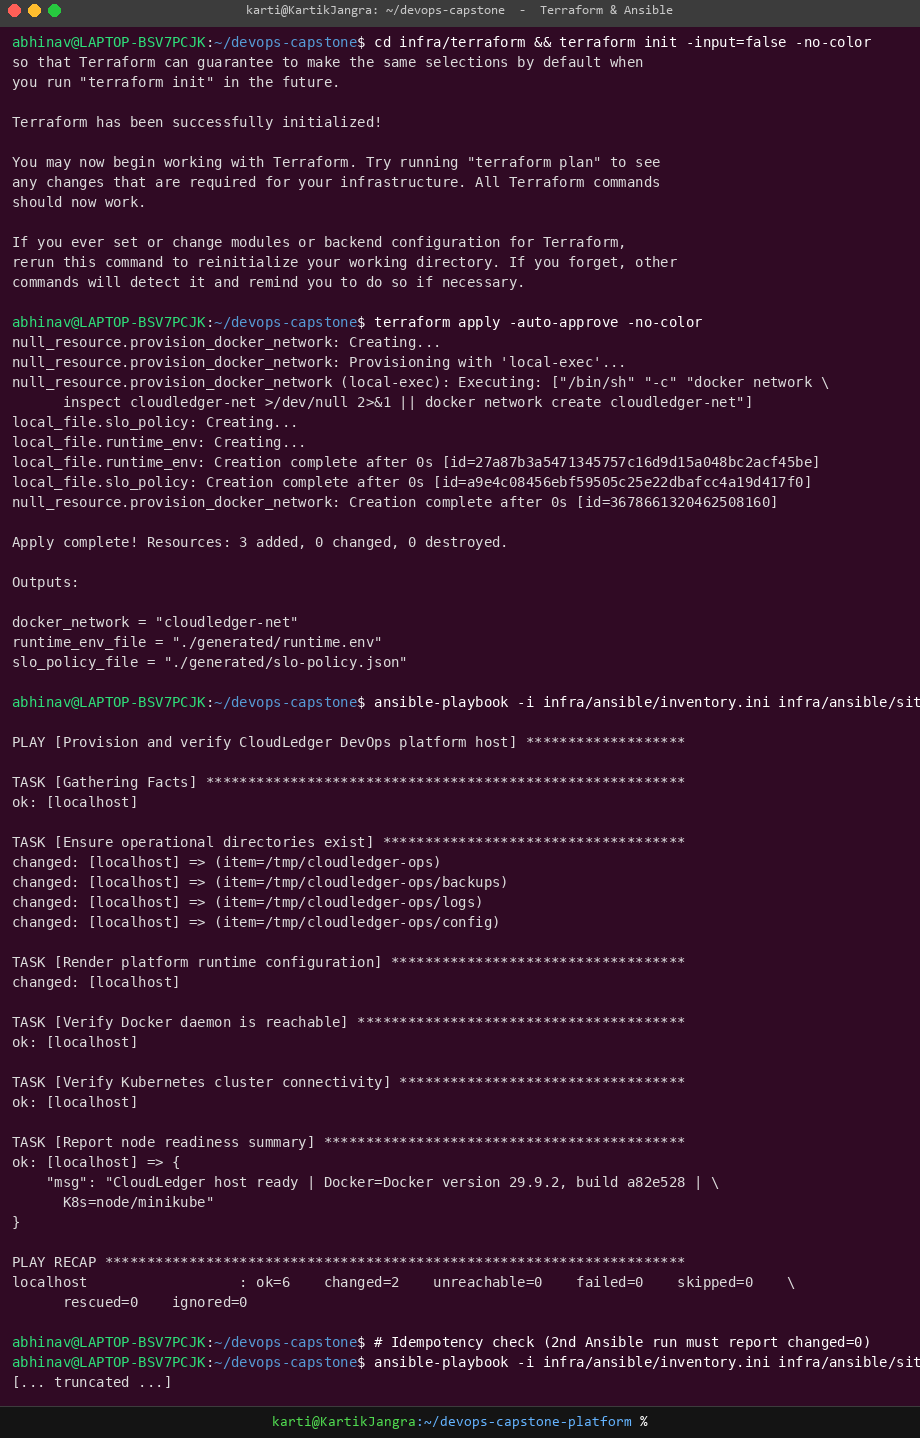 karti@KartikJangra: ~/devops-capstone  -  Terraform & Ansible
abhinav@LAPTOP-BSV7PCJK:~/devops-capstone$ cd infra/terraform && terraform init -input=false -no-color
so that Terraform can guarantee to make the same selections by default when
you run "terraform init" in the future.

Terraform has been successfully initialized!

You may now begin working with Terraform. Try running "terraform plan" to see
any changes that are required for your infrastructure. All Terraform commands
should now work.

If you ever set or change modules or backend configuration for Terraform,
rerun this command to reinitialize your working directory. If you forget, other
commands will detect it and remind you to do so if necessary.

abhinav@LAPTOP-BSV7PCJK:~/devops-capstone$ terraform apply -auto-approve -no-color
null_resource.provision_docker_network: Creating...
null_resource.provision_docker_network: Provisioning with 'local-exec'...
null_resource.provision_docker_network (local-exec): Executing: ["/bin/sh" "-c" "docker network \
      inspect cloudledger-net >/dev/null 2>&1 || docker network create cloudledger-net"]
local_file.slo_policy: Creating...
local_file.runtime_env: Creating...
local_file.runtime_env: Creation complete after 0s [id=27a87b3a5471345757c16d9d15a048bc2acf45be]
local_file.slo_policy: Creation complete after 0s [id=a9e4c08456ebf59505c25e22dbafcc4a19d417f0]
null_resource.provision_docker_network: Creation complete after 0s [id=3678661320462508160]

Apply complete! Resources: 3 added, 0 changed, 0 destroyed.

Outputs:

docker_network = "cloudledger-net"
runtime_env_file = "./generated/runtime.env"
slo_policy_file = "./generated/slo-policy.json"

abhinav@LAPTOP-BSV7PCJK:~/devops-capstone$ ansible-playbook -i infra/ansible/inventory.ini infra/ansible/sit

PLAY [Provision and verify CloudLedger DevOps platform host] *******************

TASK [Gathering Facts] *********************************************************
ok: [localhost]

TASK [Ensure operational directories exist] ************************************
changed: [localhost] => (item=/tmp/cloudledger-ops)
changed: [localhost] => (item=/tmp/cloudledger-ops/backups)
changed: [localhost] => (item=/tmp/cloudledger-ops/logs)
changed: [localhost] => (item=/tmp/cloudledger-ops/config)

TASK [Render platform runtime configuration] ***********************************
changed: [localhost]

TASK [Verify Docker daemon is reachable] ***************************************
ok: [localhost]

TASK [Verify Kubernetes cluster connectivity] **********************************
ok: [localhost]

TASK [Report node readiness summary] *******************************************
ok: [localhost] => {
    "msg": "CloudLedger host ready | Docker=Docker version 29.9.2, build a82e528 | \
      K8s=node/minikube"
}

PLAY RECAP *********************************************************************
localhost                  : ok=6    changed=2    unreachable=0    failed=0    skipped=0    \
      rescued=0    ignored=0

abhinav@LAPTOP-BSV7PCJK:~/devops-capstone$ # Idempotency check (2nd Ansible run must report changed=0)
abhinav@LAPTOP-BSV7PCJK:~/devops-capstone$ ansible-playbook -i infra/ansible/inventory.ini infra/ansible/sit
[... truncated ...]
karti@KartikJangra:~/devops-capstone-platform %